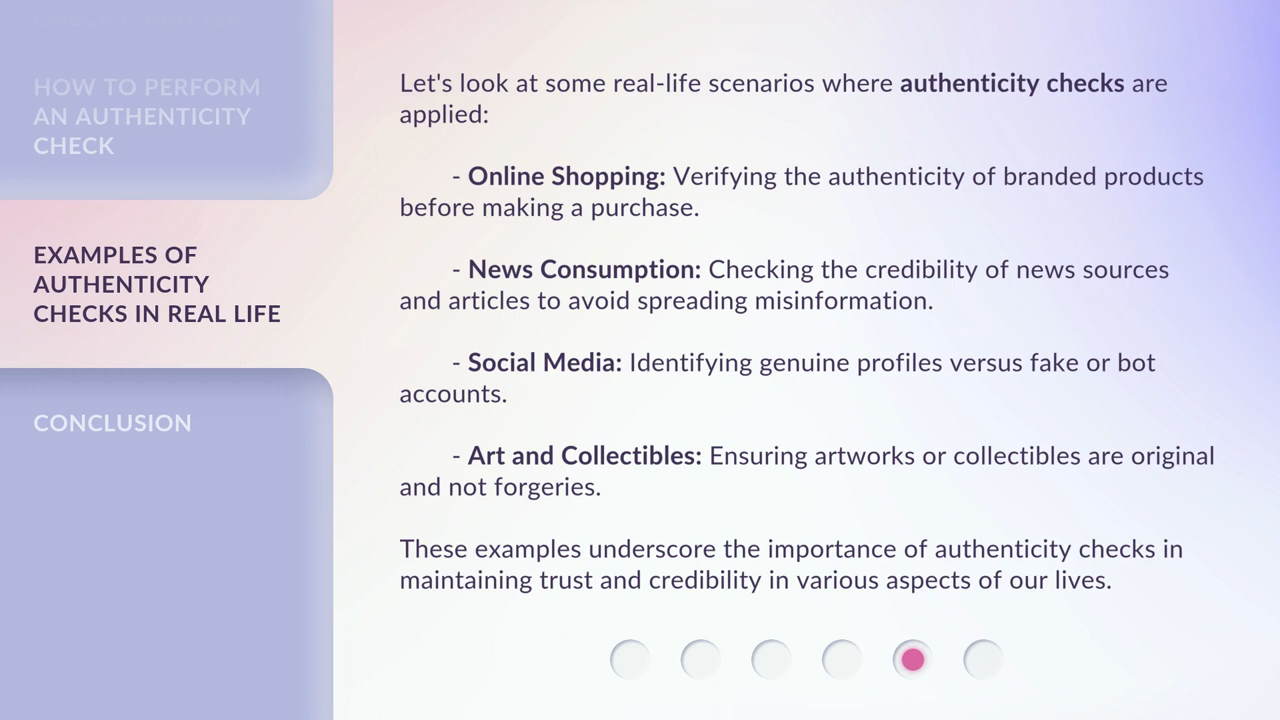 HOW TO PERFORM
AN AUTHENTICITY
CHECK
EXAMPLES OF
AUTHENTICITY
CHECKS IN REAL LIFE
CONCLUSION
Let's look at some real-life scenarios where authenticity checks are
applied:
- Online Shopping: Verifying the authenticity of branded products
before making a purchase.
- News Consumption: Checking the credibility of news sources
and articles to avoid spreading misinformation.
- Social Media: Identifying genuine profiles versus fake or bot
accounts.
- Art and Collectibles: Ensuring artworks or collectibles are original
and not forgeries.
These examples underscore the importance of authenticity checks in
maintaining trust and credibility in various aspects of our lives.